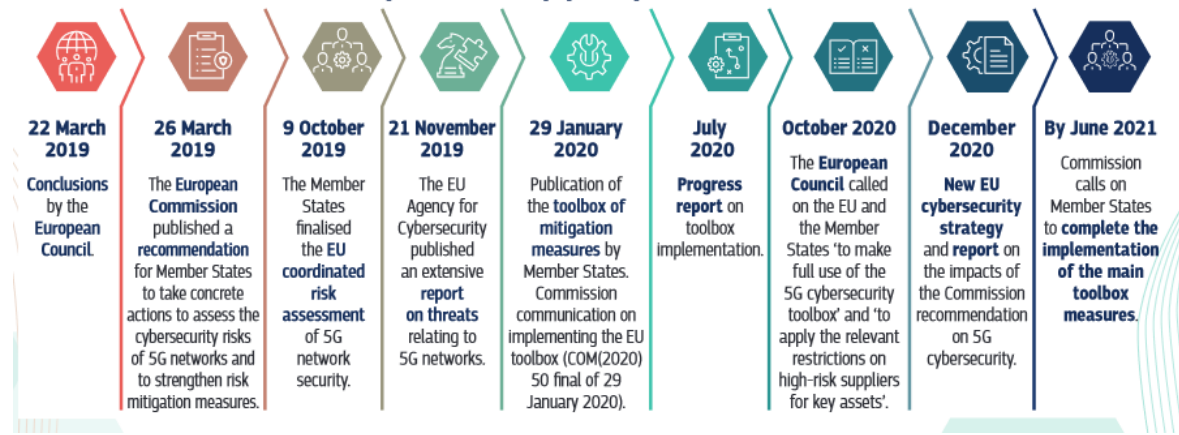 22 March
2019
Conclusions
by the
European
Council.
26 March
2019
The European
Commission
published a
recommendation
for Member States
to take concrete
actions to assess the
cybersecurity risks
of 5G networks and
to strengthen risk
mitigation measures.
9 October
2019
The Member
States
finalised
the EU
coordinated
risk
assessment
of 5G
network
security.
21 November
2019
The EU
Agency for
Cybersecurity
published
an extensive
report
on threats
relating to
5G networks.
29 January
2020
Publication of
the toolbox of
mitigation
measures by
Member States.
Commission
communication on
implementing the EU
toolbox (COM(2020)
50 final of 29
January 2020).
July
2020
Progress
report on
toolbox
implementation.
October 2020
The European
Council called
on the EU and
the Member
States ‘to make
full use of the
5G cybersecurity
toolbox’ and ‘to
apply the relevant
restrictions on
high-risk suppliers
for key assets’.
December
2020
New EU
cybersecurity
strategy
and report on
the impacts of
the Commission
recommendation
on 5G
cybersecurity.
By June 2021
Commission
calls on
Member States
to complete the
implementation
of the main
toolbox
measures.